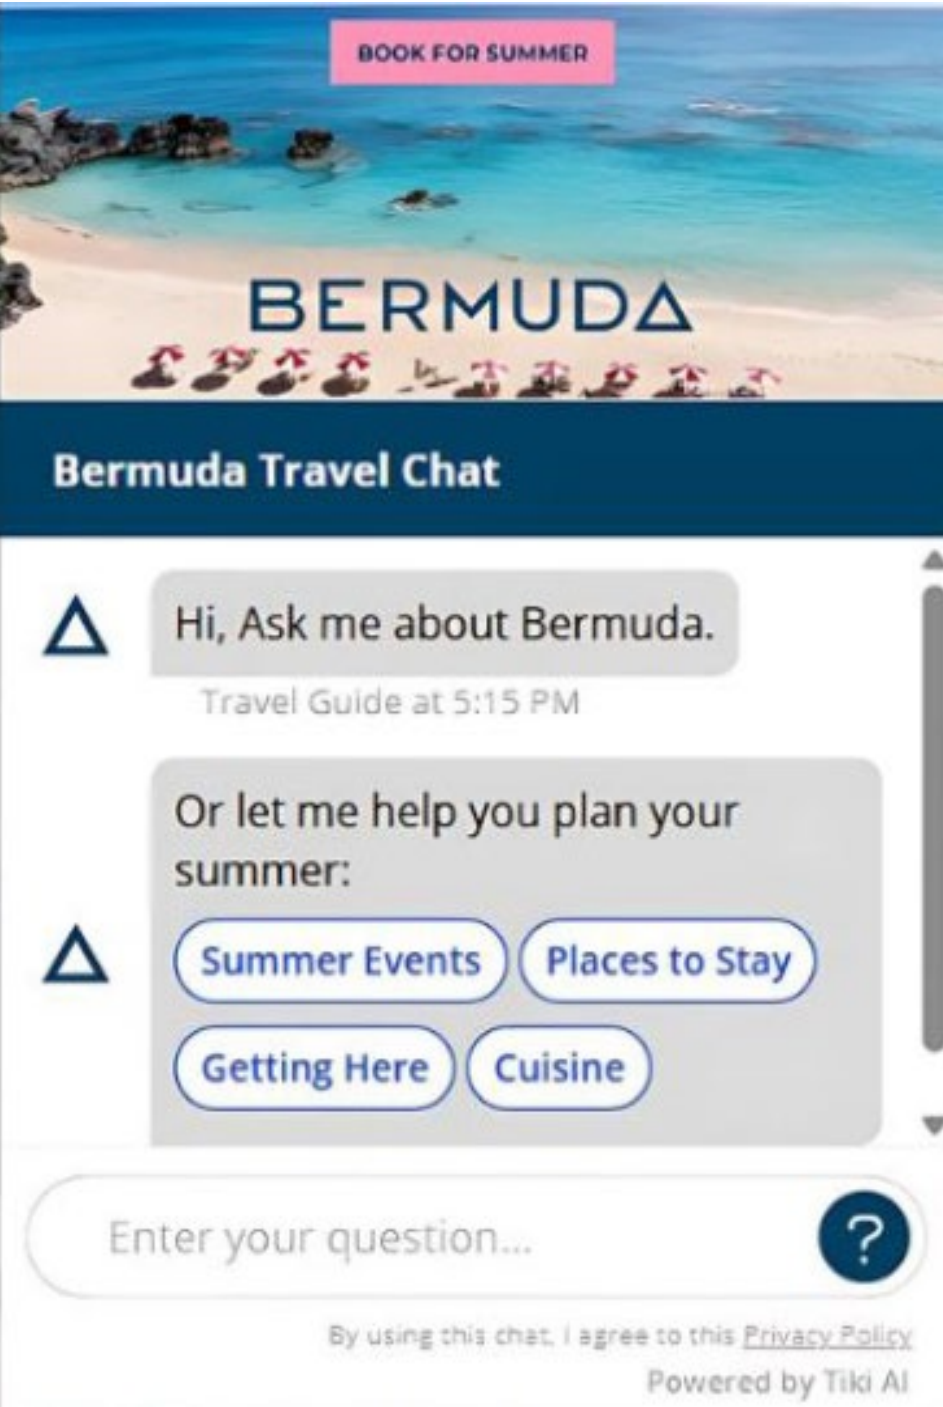 BOOK FOR SUMMER
BERMUDA
Bermuda Travel Chat
Hi, Ask me about Bermuda.
Travel Guide at 5:15 PM
Or let me help you plan your
summer:
Summer Events Places to Stay
Getting Here Cuisine
Enter your question...
?
By using this chat, I agree to this Privacy Policy
Powered by Tiki AI